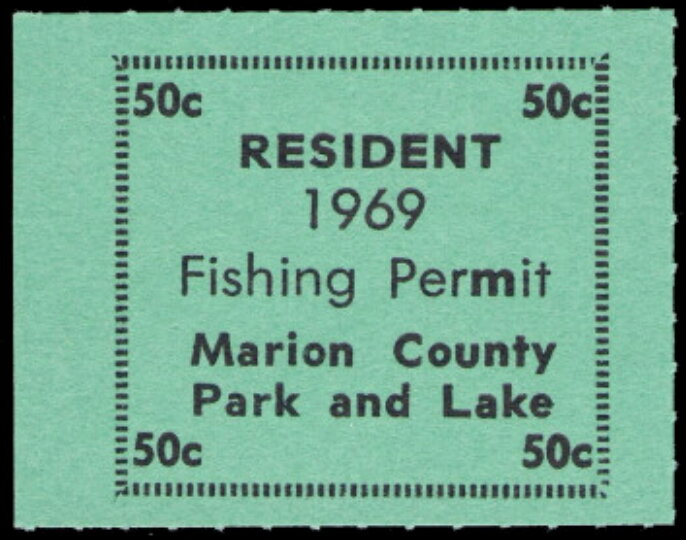 50c 50c
RESIDENT
1969
Fishing Permit
Marion County
Park and Lake
50c 50c